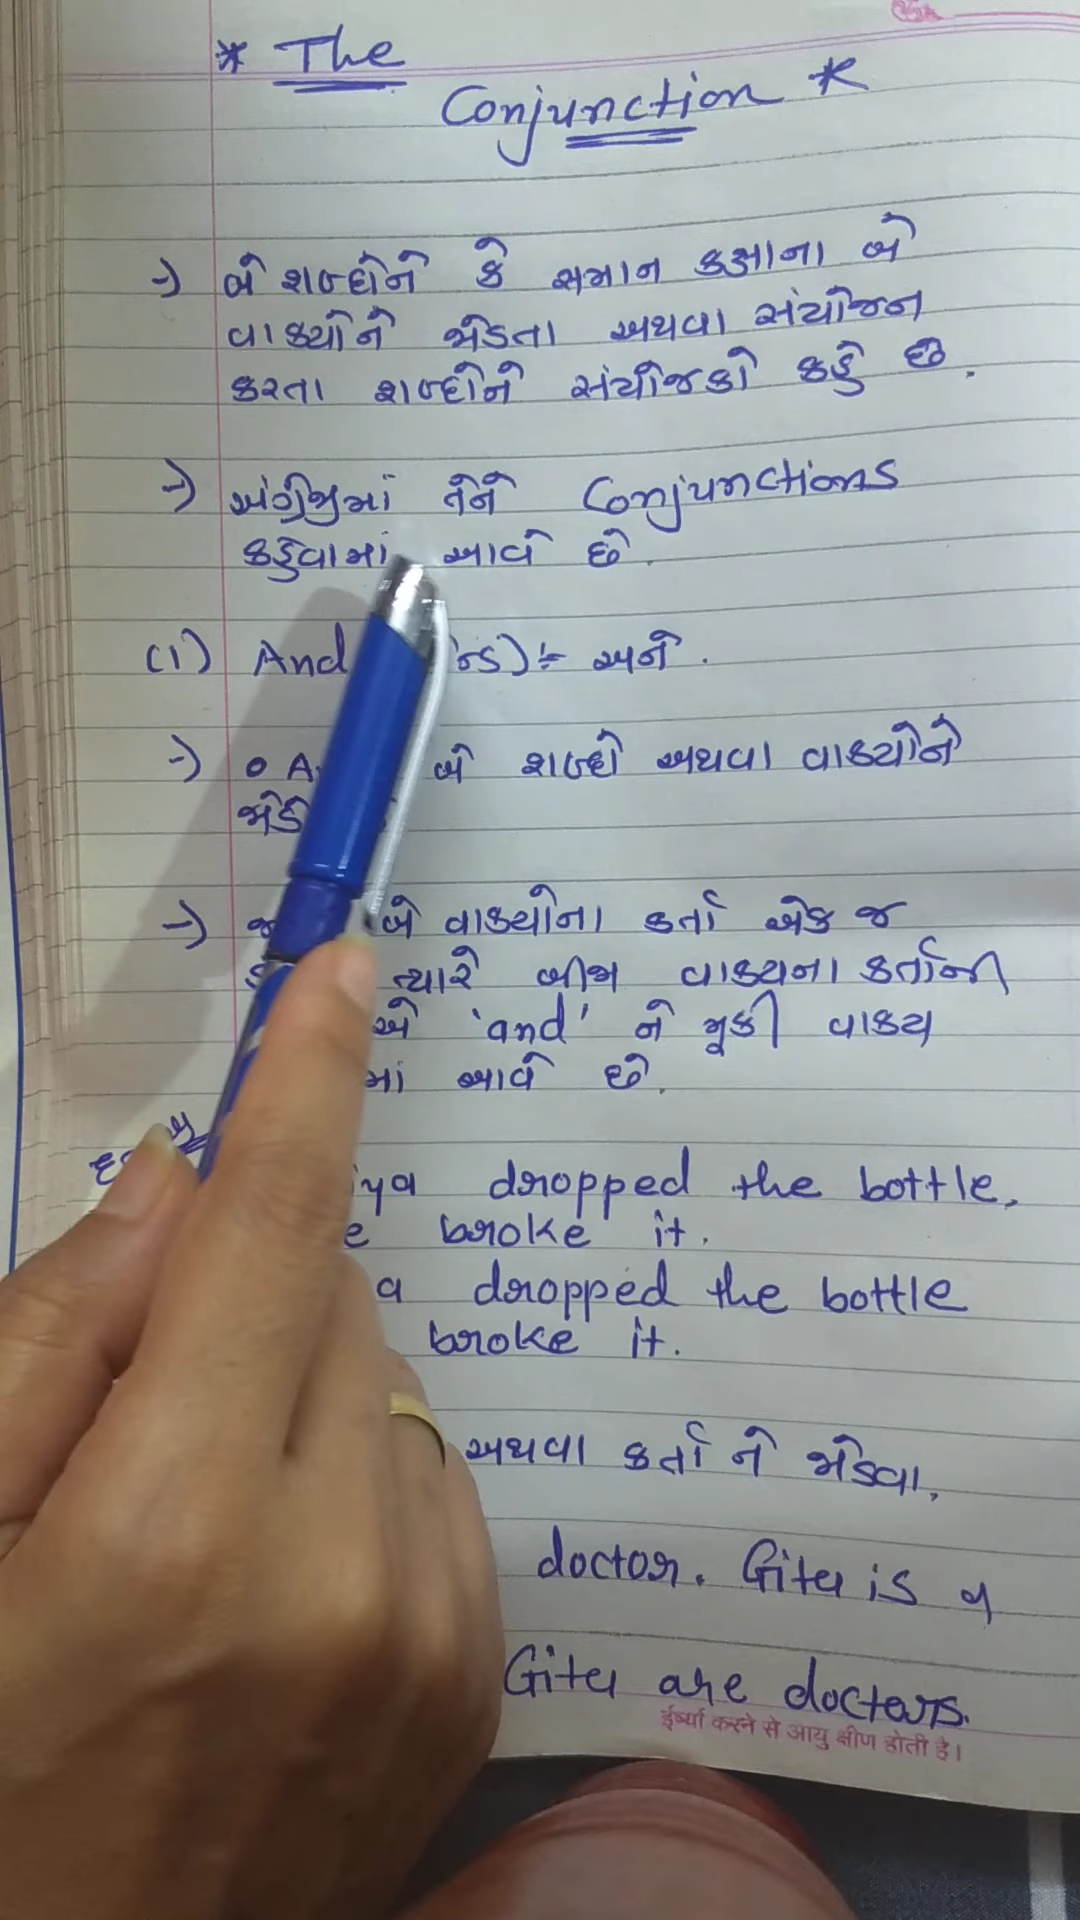 * The
Conjunction *
→ બે શબ્દોને કે સમાન કક્ષાના બે
વાક્યોને જોડતા અથવા સંયોજન
કરતા શબ્દોને સંયોજકો કહે છે.
→ અંગ્રેજીમાં તેને Conjunctions
કહેવામાં આવે છે.
(1) And ન્ડ):- અને.
→ બે શબ્દો અથવા વાક્યોને
→ બે વાક્યોના કર્તા એક જ
ત્યારે બીજા વાક્યના કર્તાની
એ 'and' ને મૂકી વાક્ય
માં આવે છે.
dropped the bottle,
broke it.
dropped the bottle
broke it.
અથવા કર્તા ને જોડવા.
doctor. Gita is a
Gita are doctors.
ईर्ष्या करने से आयु क्षीण होती है।